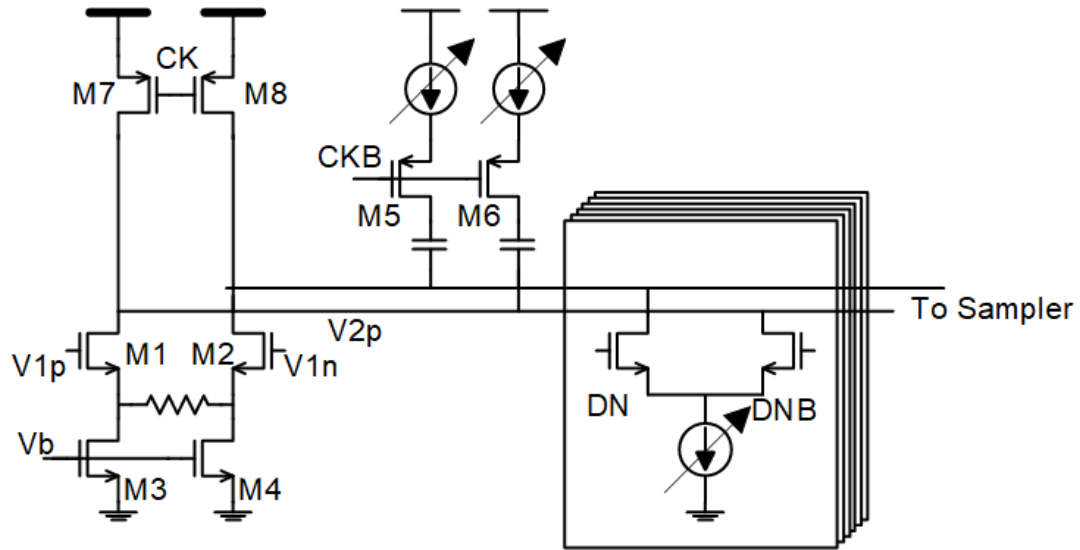 CK
M7
M8
CKB
M5
M6
To Sampler
V2p
V1p
M1
M2
V1n
DN
DNB
Vb
M3
M4